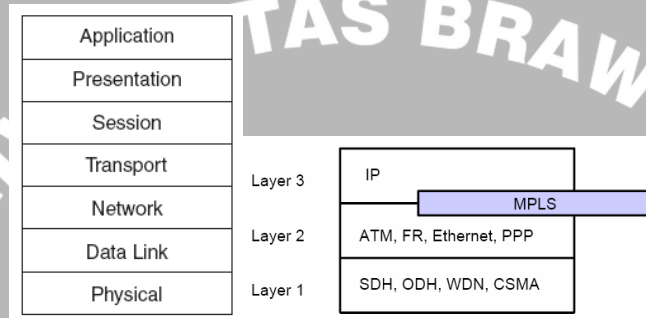 TAS BRAW
Application
Presentation
Session
Transport
Network
Data Link
Physical
Layer 3
IP
MPLS
Layer 2
ATM, FR, Ethernet, PPP
Layer 1
SDH, ODH, WDN, CSMA